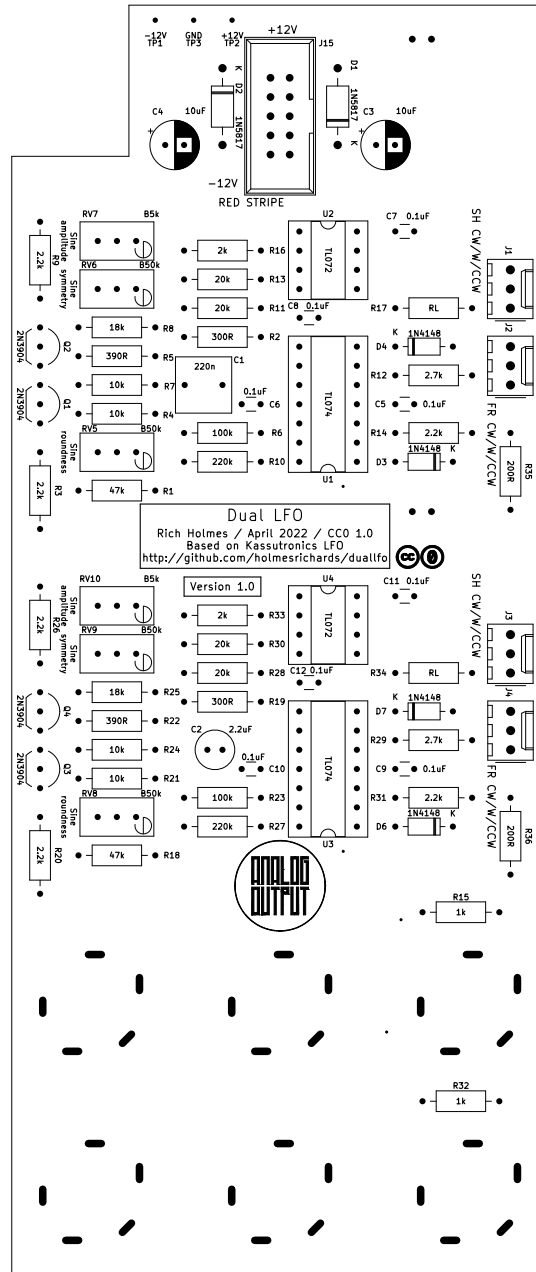 -12V GND +12V
TP1 TP3 TP2
+12V
J15
K D2 1N5817
D1 1N5817 K
C4 10uF
+
C3 10uF
+
-12V
RED STRIPE
RV7 B5k
Sine amplitude
R9 2.2k
RV6 B50k
Sine symmetry
2k R16
20k R13
20k R11
300R R2
U2
TL072
C7 0.1uF
C8 0.1uF
SH CW/W/CCW
J1
R17 RL
J2
2N3904 Q2
18k R8
390R R5
K 1N4148
D4
R12 2.7k
220n C1
2N3904 Q1
10k R7
10k R4
0.1uF
C6
TL074
U1
C5 0.1uF
FR CW/W/CCW
RV5 B50k
Sine roundness
100k R6
220k R10
R14 2.2k
1N4148 K
D3
R35 200R
R3 2.2k
47k R1
Dual LFO
Rich Holmes / April 2022 / CC0 1.0
Based on Kassutronics LFO
http://github.com/holmesrichards/duallfo
cc 0
Version 1.0
RV10 B5k
Sine amplitude
R26 2.2k
RV9 B50k
Sine symmetry
2k R33
20k R30
20k R28
300R R19
U4
TL072
C11 0.1uF
C12 0.1uF
SH CW/W/CCW
J3
R34 RL
J4
2N3904 Q4
18k R25
390R R22
K 1N4148
D7
R29 2.7k
C2 2.2uF
2N3904 Q3
10k R24
10k R21
0.1uF
C10
TL074
U3
C9 0.1uF
FR CW/W/CCW
RV8 B50k
Sine roundness
100k R23
220k R27
R31 2.2k
1N4148 K
D6
R36 200R
R20 2.2k
47k R18
ANALOG
OUTPUT
R15
1k
R32
1k